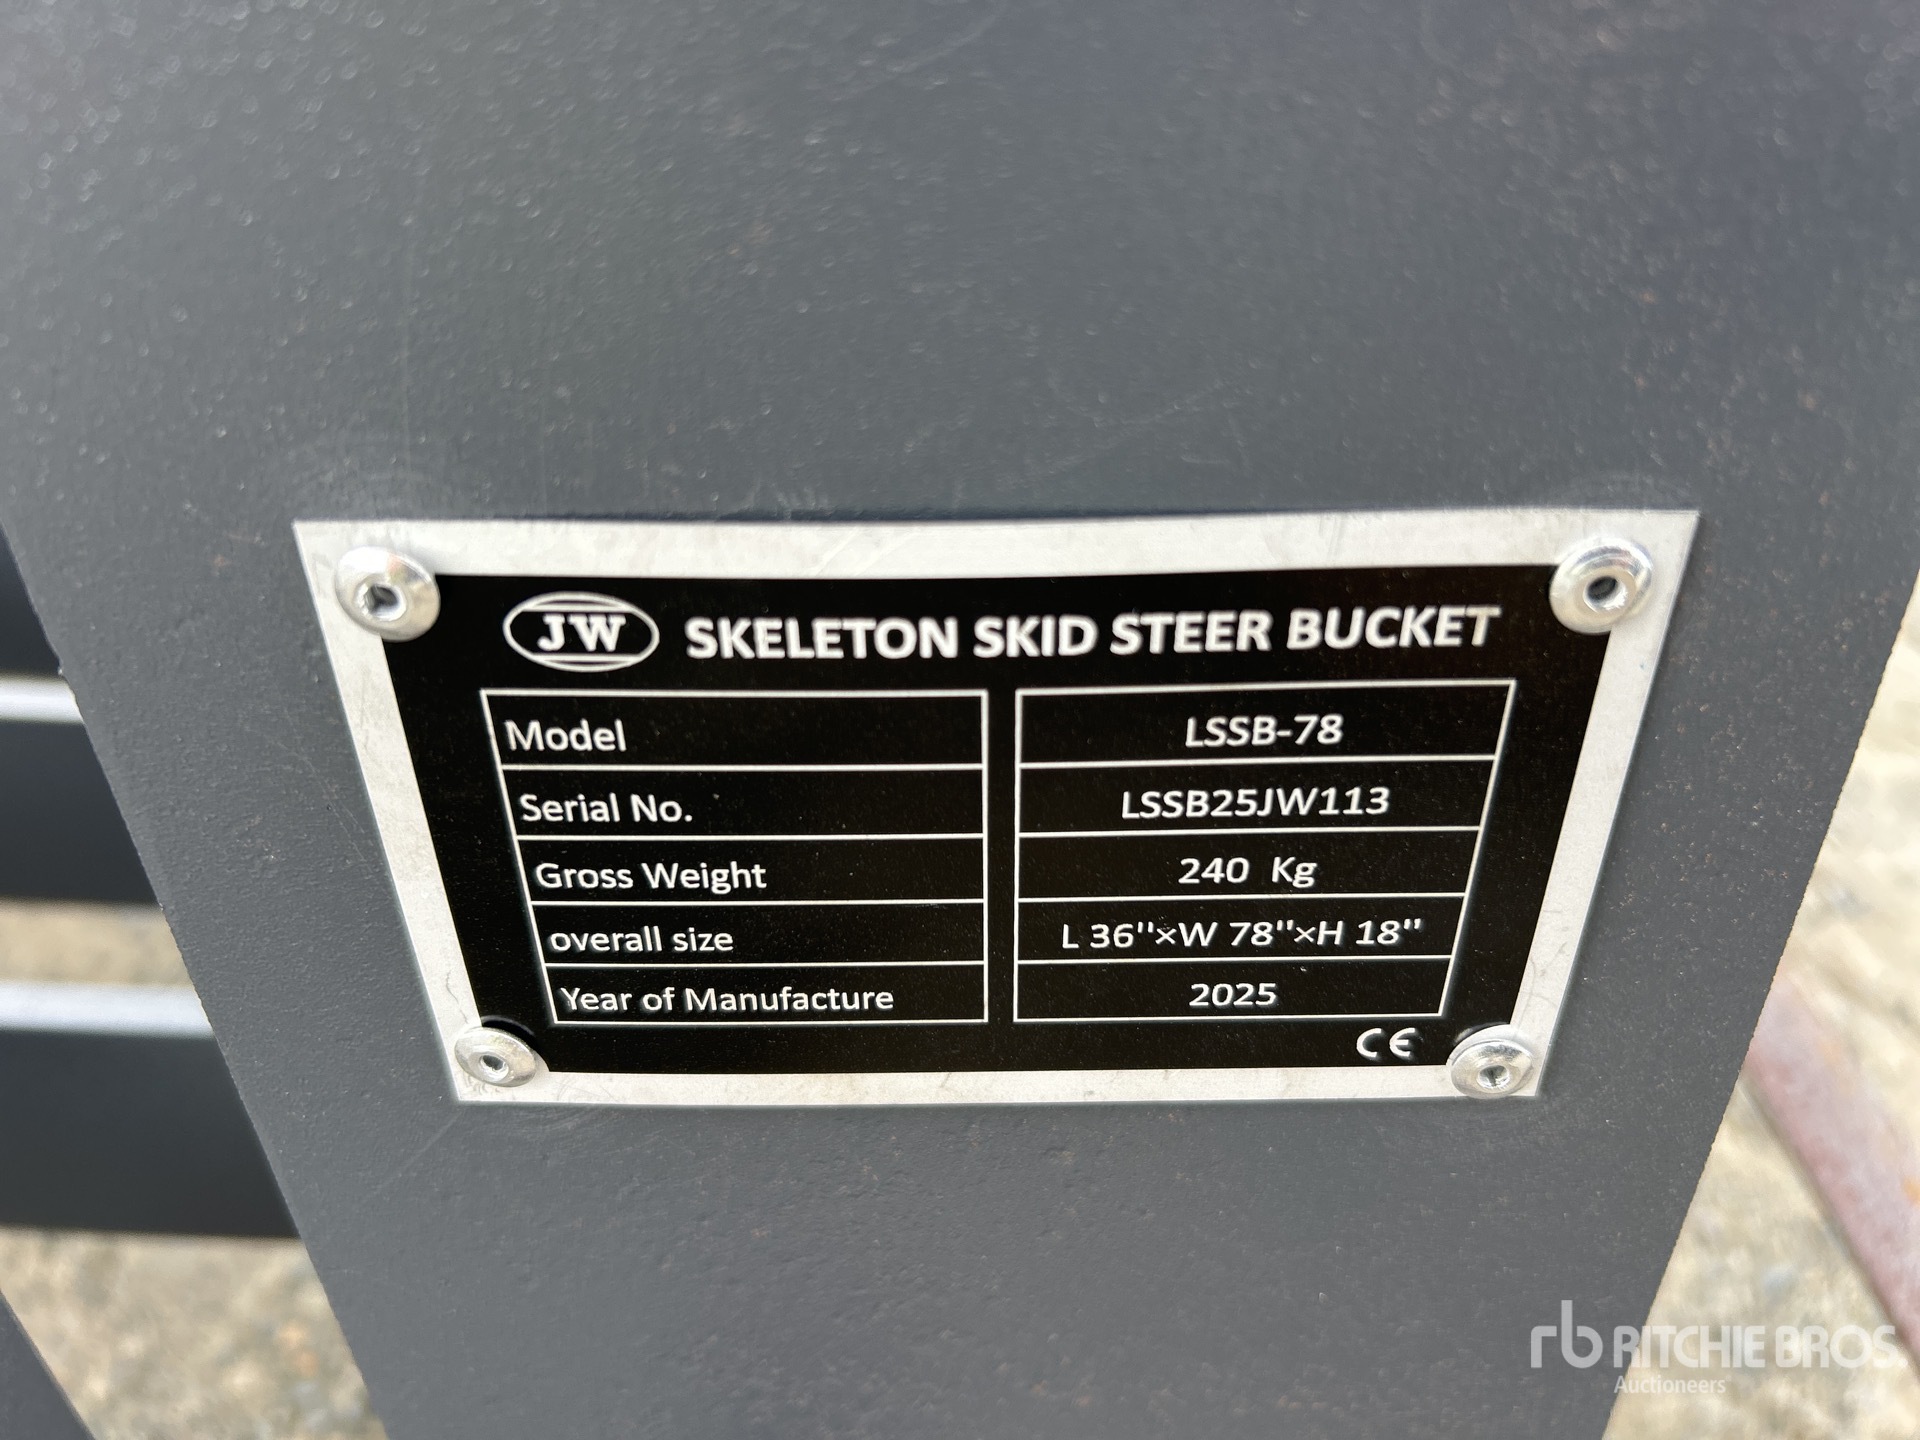 JW SKELETON SKID STEER BUCKET
Model LSSB-78
Serial No. LSSB25JW113
Gross Weight 240 Kg
overall size L 36"×W 78"×H 18"
Year of Manufacture 2025
CE
rb RITCHIE BROS.
Auctioneers